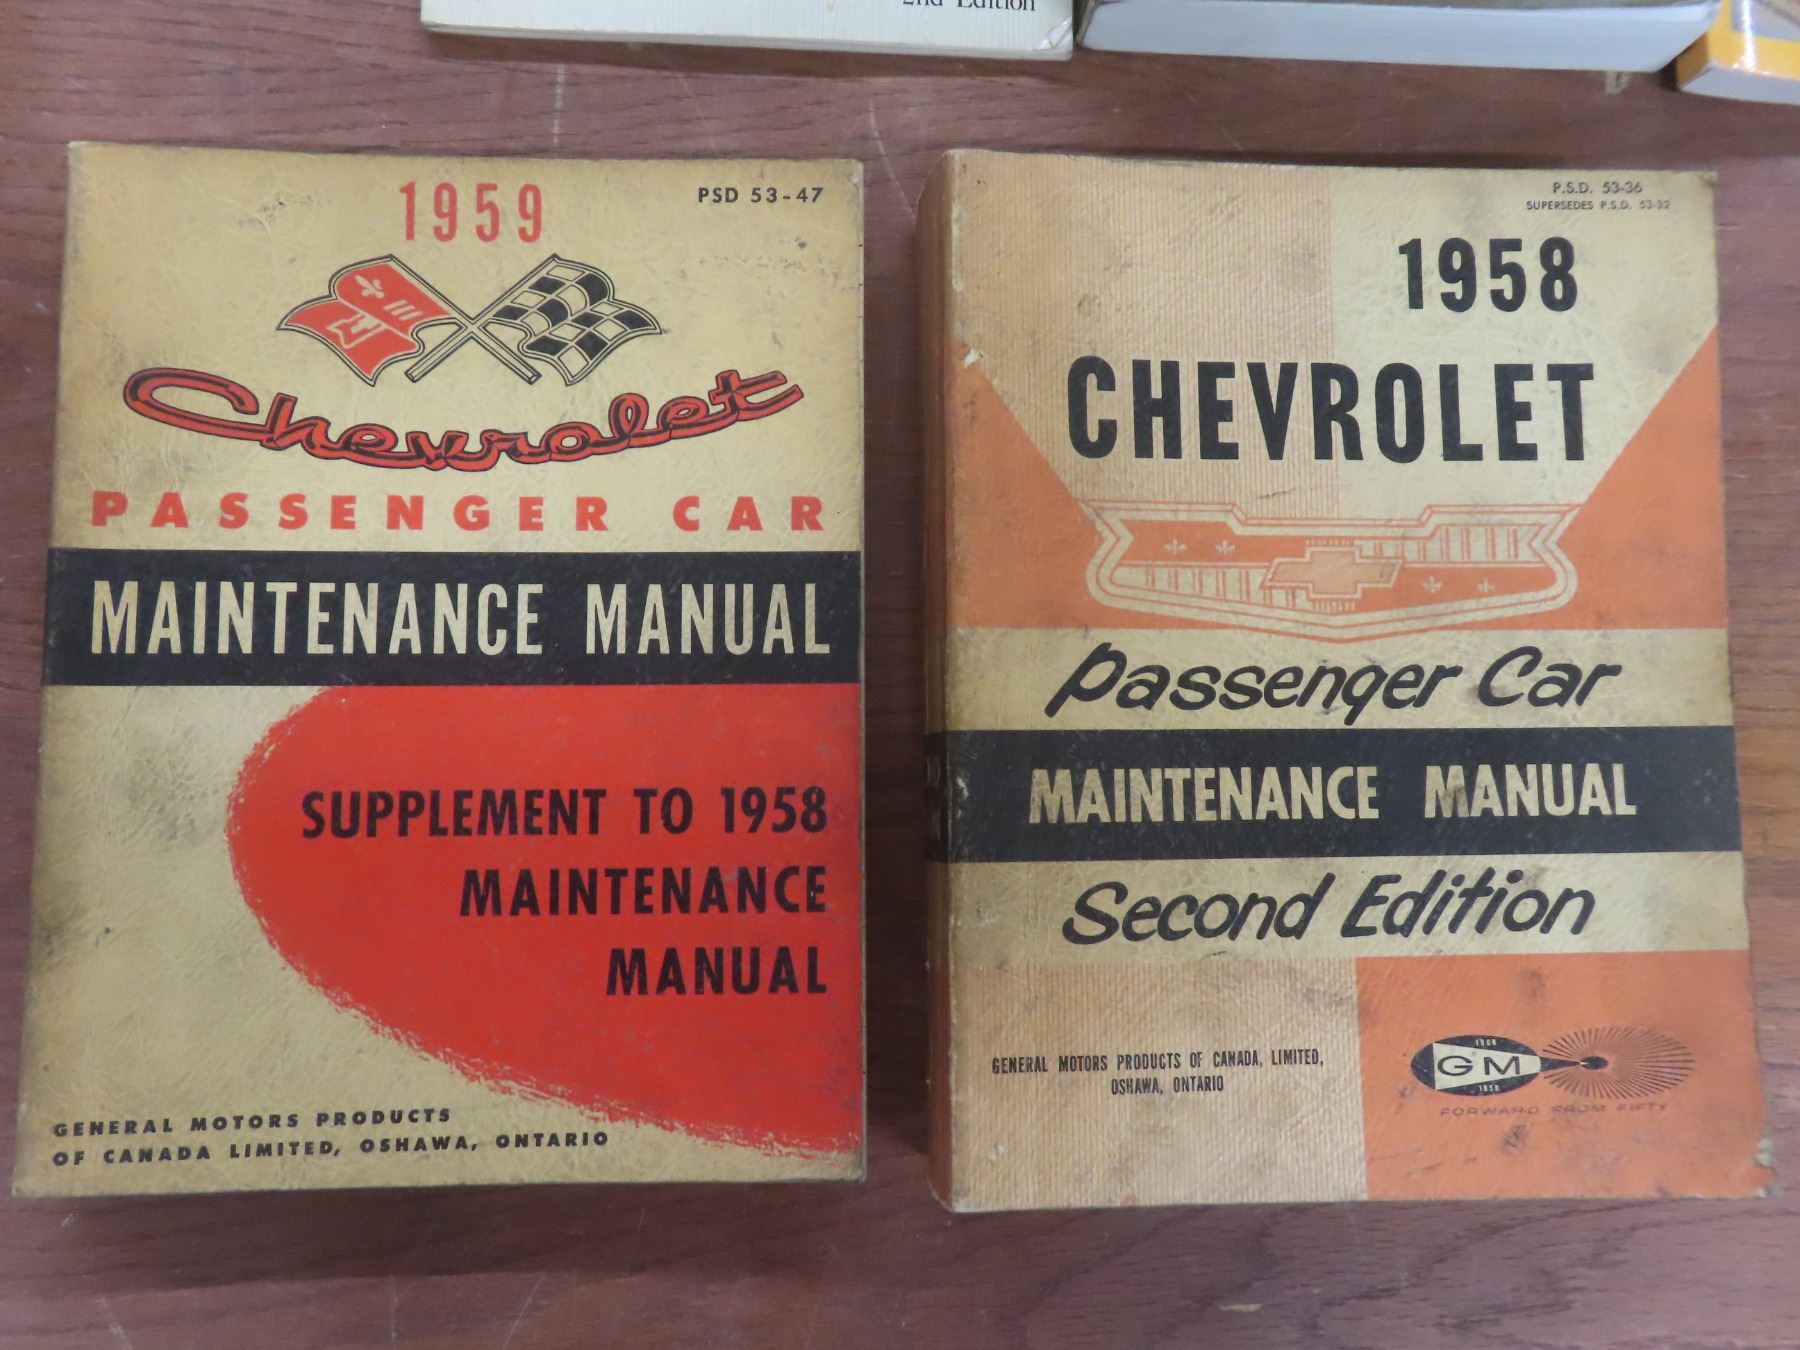 2nd Edition
1959
PSD 53-47
Chevrolet
PASSENGER CAR
MAINTENANCE MANUAL
SUPPLEMENT TO 1958
MAINTENANCE
MANUAL
GENERAL MOTORS PRODUCTS
OF CANADA LIMITED, OSHAWA, ONTARIO
P.S.D. 53-36
SUPERSEDES P.S.D. 53-32
1958
CHEVROLET
Passenger Car
MAINTENANCE MANUAL
Second Edition
GENERAL MOTORS PRODUCTS OF CANADA, LIMITED,
OSHAWA, ONTARIO
1908
GM
1958
FORWARD FROM FIFTY